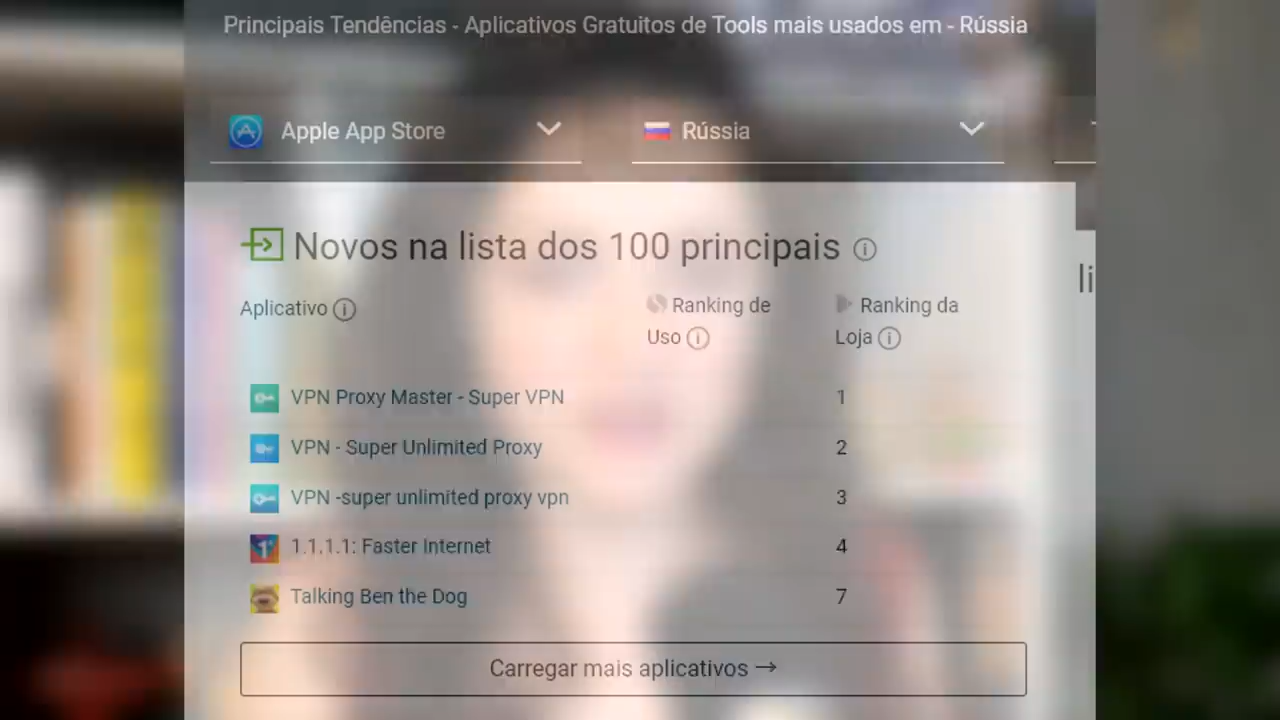 Principais Tendências - Aplicativos Gratuitos de Tools mais usados em - Rússia
Apple App Store
Rússia
Novos na lista dos 100 principais
li
Aplicativo
Ranking de Uso
Ranking da Loja
VPN Proxy Master - Super VPN 1
VPN - Super Unlimited Proxy 2
VPN -super unlimited proxy vpn 3
1.1.1.1: Faster Internet 4
Talking Ben the Dog 7
Carregar mais aplicativos →